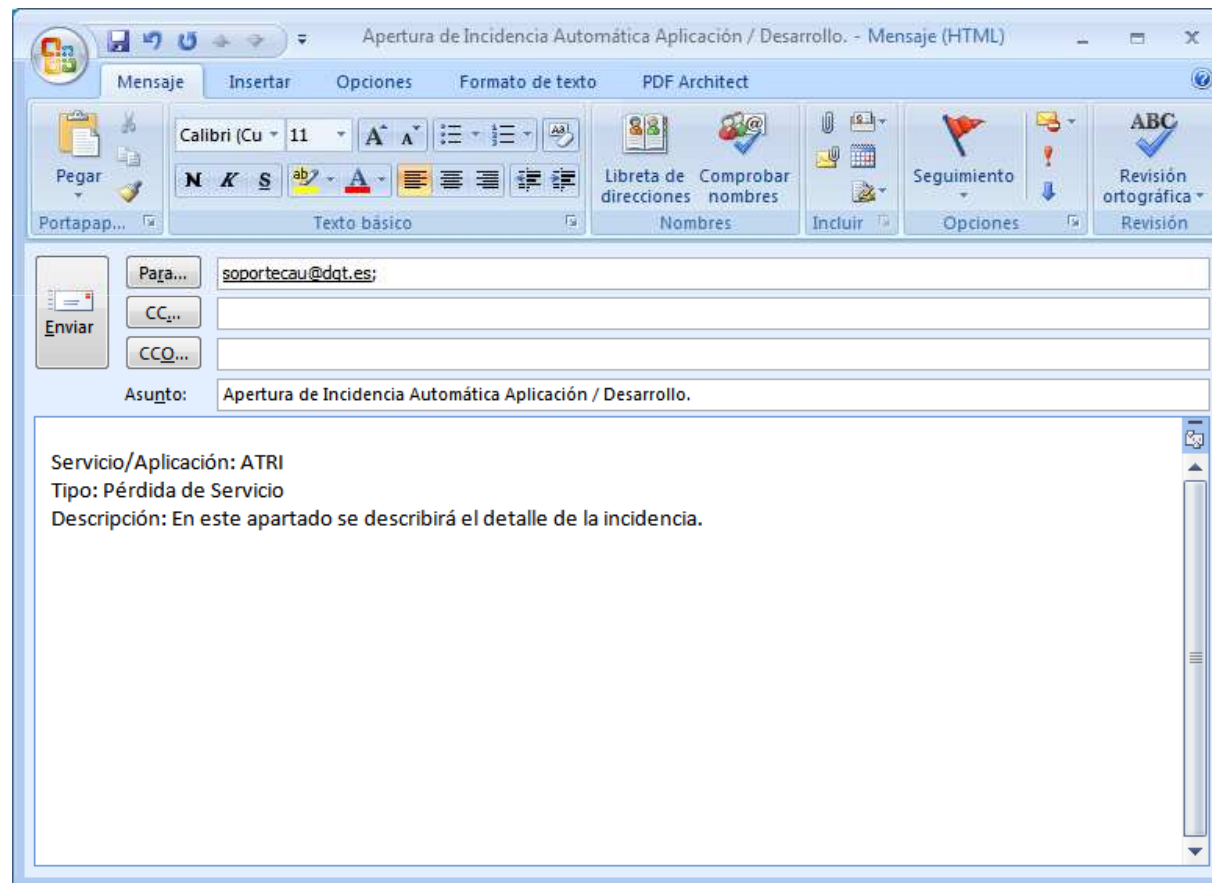 Apertura de Incidencia Automática Aplicación / Desarrollo. - Mensaje (HTML)
Mensaje Insertar Opciones Formato de texto PDF Architect
Pegar
Calibri (Cu 11
N K S
Libreta de direcciones
Comprobar nombres
Seguimiento
ABC
Revisión ortográfica
Portapap... Texto básico Nombres Incluir Opciones Revisión
Enviar
Para... soportecau@dgt.es;
CC...
CCO...
Asunto: Apertura de Incidencia Automática Aplicación / Desarrollo.
Servicio/Aplicación: ATRI
Tipo: Pérdida de Servicio
Descripción: En este apartado se describirá el detalle de la incidencia.